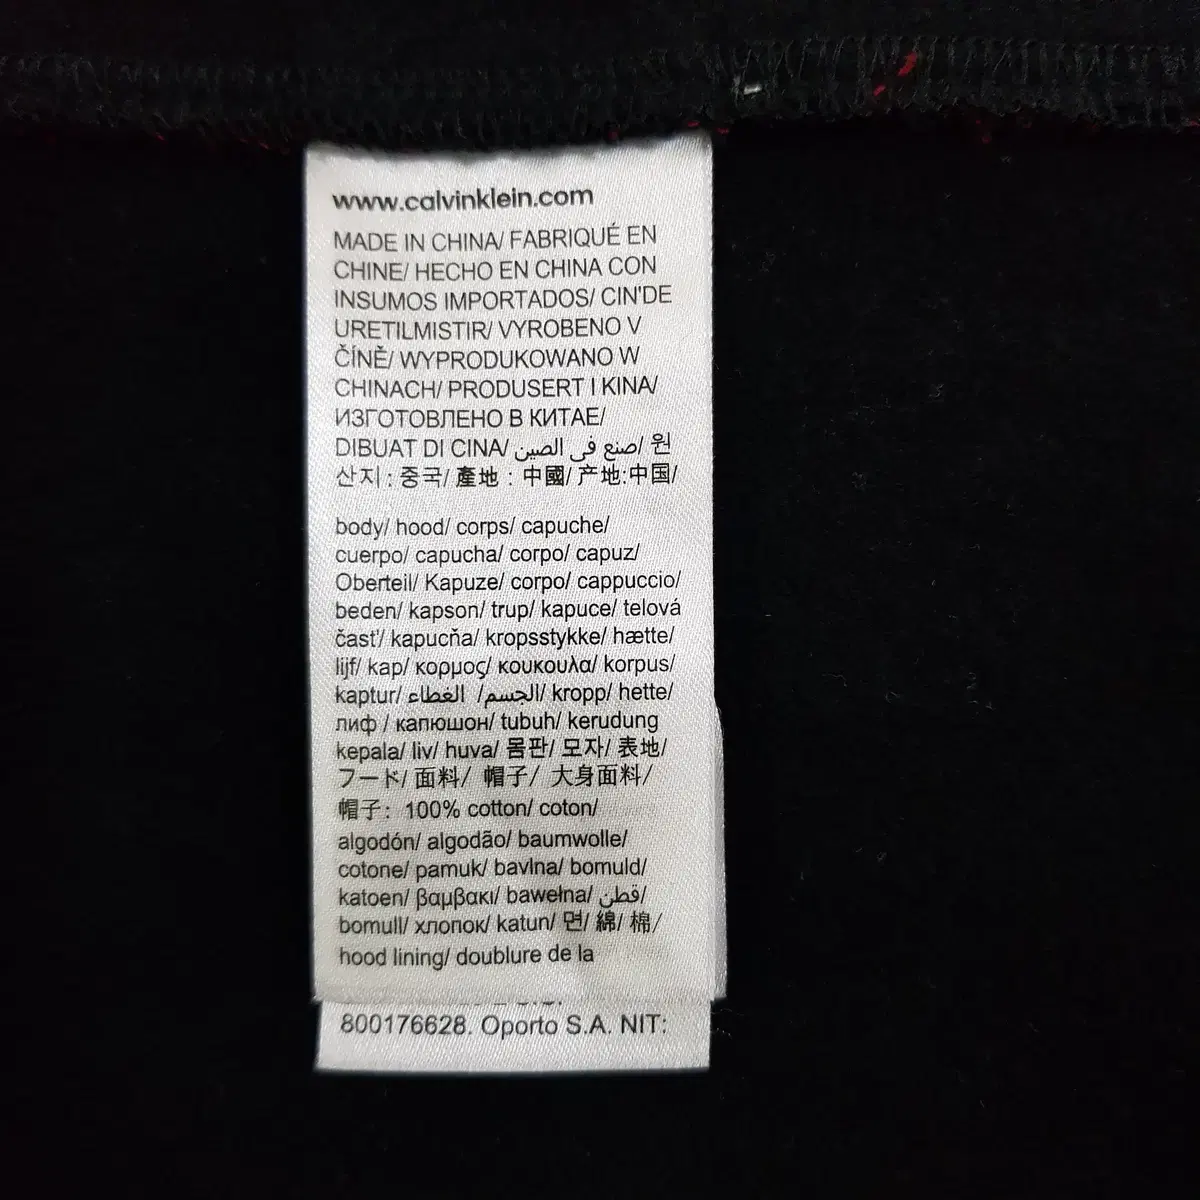 www.calvinklein.com
MADE IN CHINA/ FABRIQUÉ EN
CHINE/ HECHO EN CHINA CON
INSUMOS IMPORTADOS/ CIN'DE
URETILMISTIR/ VYROBENO V
ČÍNĚ/ WYPRODUKOWANO W
CHINACH/ PRODUSERT I KINA/
ИЗГОТОВЛЕНО В КИТАЕ/
DIBUAT DI CINA/ صنع في الصين/ 원
산지 : 중국/ 產地 : 中國/ 产地:中国/
body/ hood/ corps/ capuche/
cuerpo/ capucha/ corpo/ capuz/
Oberteil/ Kapuze/ corpo/ cappuccio/
beden/ kapson/ trup/ kapuce/ telová
časť/ kapucňa/ kropsstykke/ hætte/
lijf/ kap/ κορμος/ κουκουλα/ korpus/
kaptur/ الجسم/ الغطاء/ kropp/ hette/
лиф / капюшон/ tubuh/ kerudung
kepala/ liv/ huva/ 몸판/ 모자/ 表地/
フード/ 面料/ 帽子/ 大身面料/
帽子: 100% cotton/ coton/
algodón/ algodão/ baumwolle/
cotone/ pamuk/ bavlna/ bomuld/
katoen/ βαμβακι/ bawełna/ قطن/
bomull/ хлопок/ katun/ 면/ 綿/ 棉/
hood lining/ doublure de la
800176628. Oporto S.A. NIT: